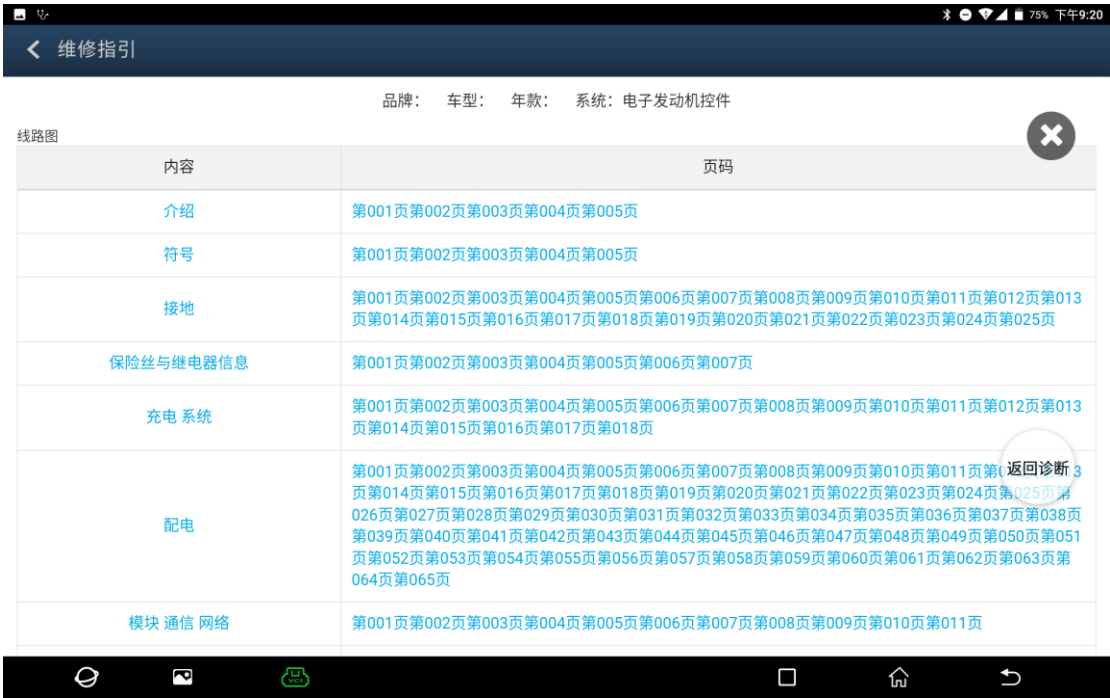 75% 下午9:20
维修指引
品牌： 车型： 年款： 系统：电子发动机控件
线路图
内容 页码
介绍 第001页第002页第003页第004页第005页
符号 第001页第002页第003页第004页第005页
接地 第001页第002页第003页第004页第005页第006页第007页第008页第009页第010页第011页第012页第013
页第014页第015页第016页第017页第018页第019页第020页第021页第022页第023页第024页第025页
保险丝与继电器信息 第001页第002页第003页第004页第005页第006页第007页
充电 系统 第001页第002页第003页第004页第005页第006页第007页第008页第009页第010页第011页第012页第013
页第014页第015页第016页第017页第018页
配电 第001页第002页第003页第004页第005页第006页第007页第008页第009页第010页第011页第 3
返回诊断
页第014页第015页第016页第017页第018页第019页第020页第021页第022页第023页第024页第025页第
026页第027页第028页第029页第030页第031页第032页第033页第034页第035页第036页第037页第038页
第039页第040页第041页第042页第043页第044页第045页第046页第047页第048页第049页第050页第051
页第052页第053页第054页第055页第056页第057页第058页第059页第060页第061页第062页第063页第
064页第065页
模块 通信 网络 第001页第002页第003页第004页第005页第006页第007页第008页第009页第010页第011页
VCI